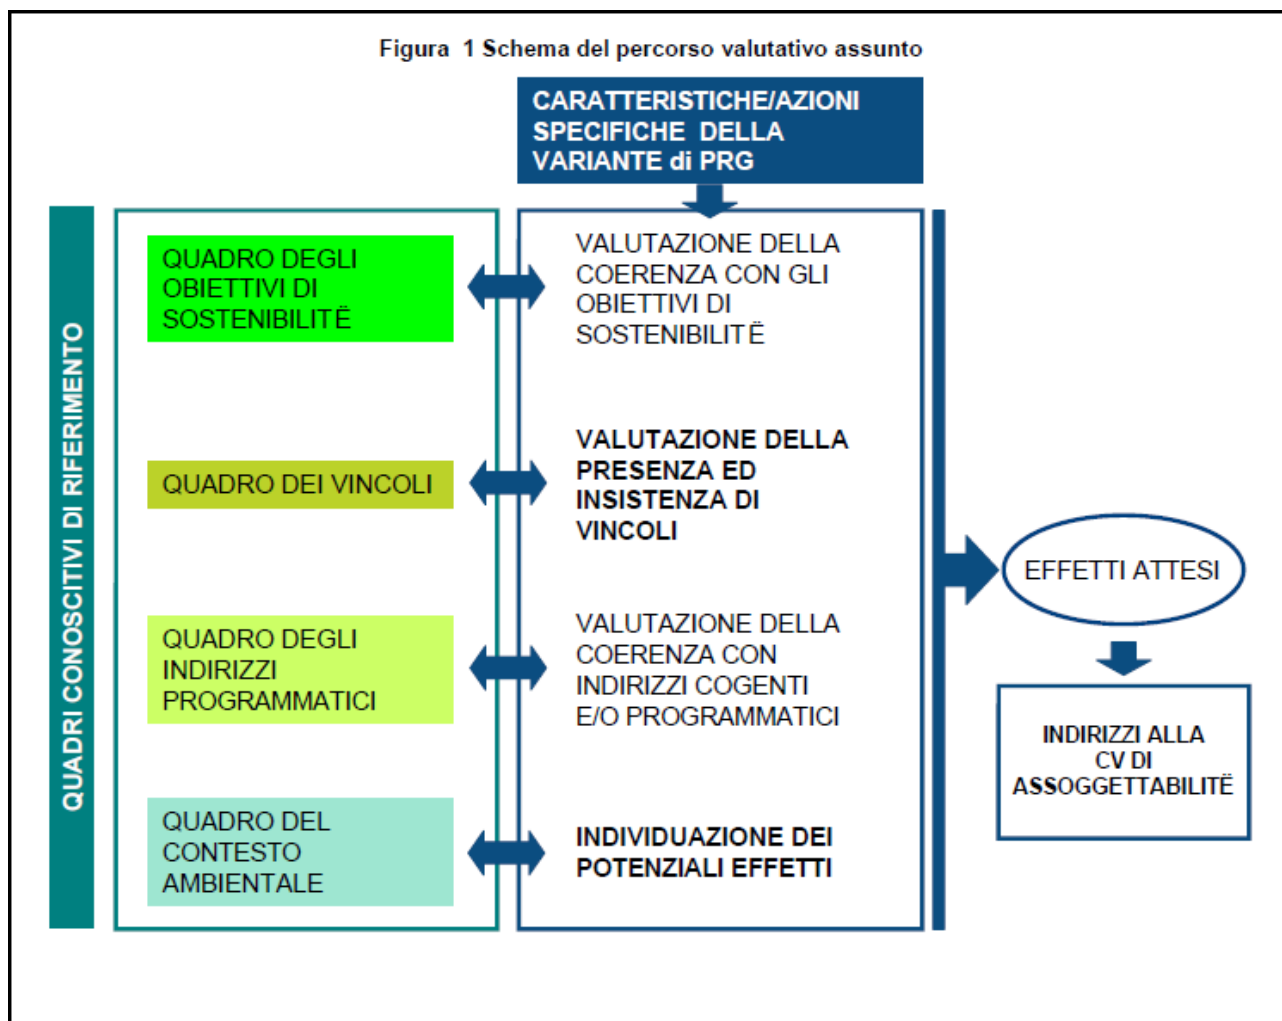 Figura 1 Schema del percorso valutativo assunto
CARATTERISTICHE/AZIONI
SPECIFICHE DELLA
VARIANTE di PRG
QUADRI CONOSCITIVI DI RIFERIMENTO
QUADRO DEGLI
OBIETTIVI DI
SOSTENIBILITË
VALUTAZIONE DELLA
COERENZA CON GLI
OBIETTIVI DI
SOSTENIBILITË
QUADRO DEI VINCOLI
VALUTAZIONE DELLA
PRESENZA ED
INSISTENZA DI
VINCOLI
QUADRO DEGLI
INDIRIZZI
PROGRAMMATICI
VALUTAZIONE DELLA
COERENZA CON
INDIRIZZI COGENTI
E/O PROGRAMMATICI
QUADRO DEL
CONTESTO
AMBIENTALE
INDIVIDUAZIONE DEI
POTENZIALI EFFETTI
EFFETTI ATTESI
INDIRIZZI ALLA
CV DI
ASSOGGETTABILITË